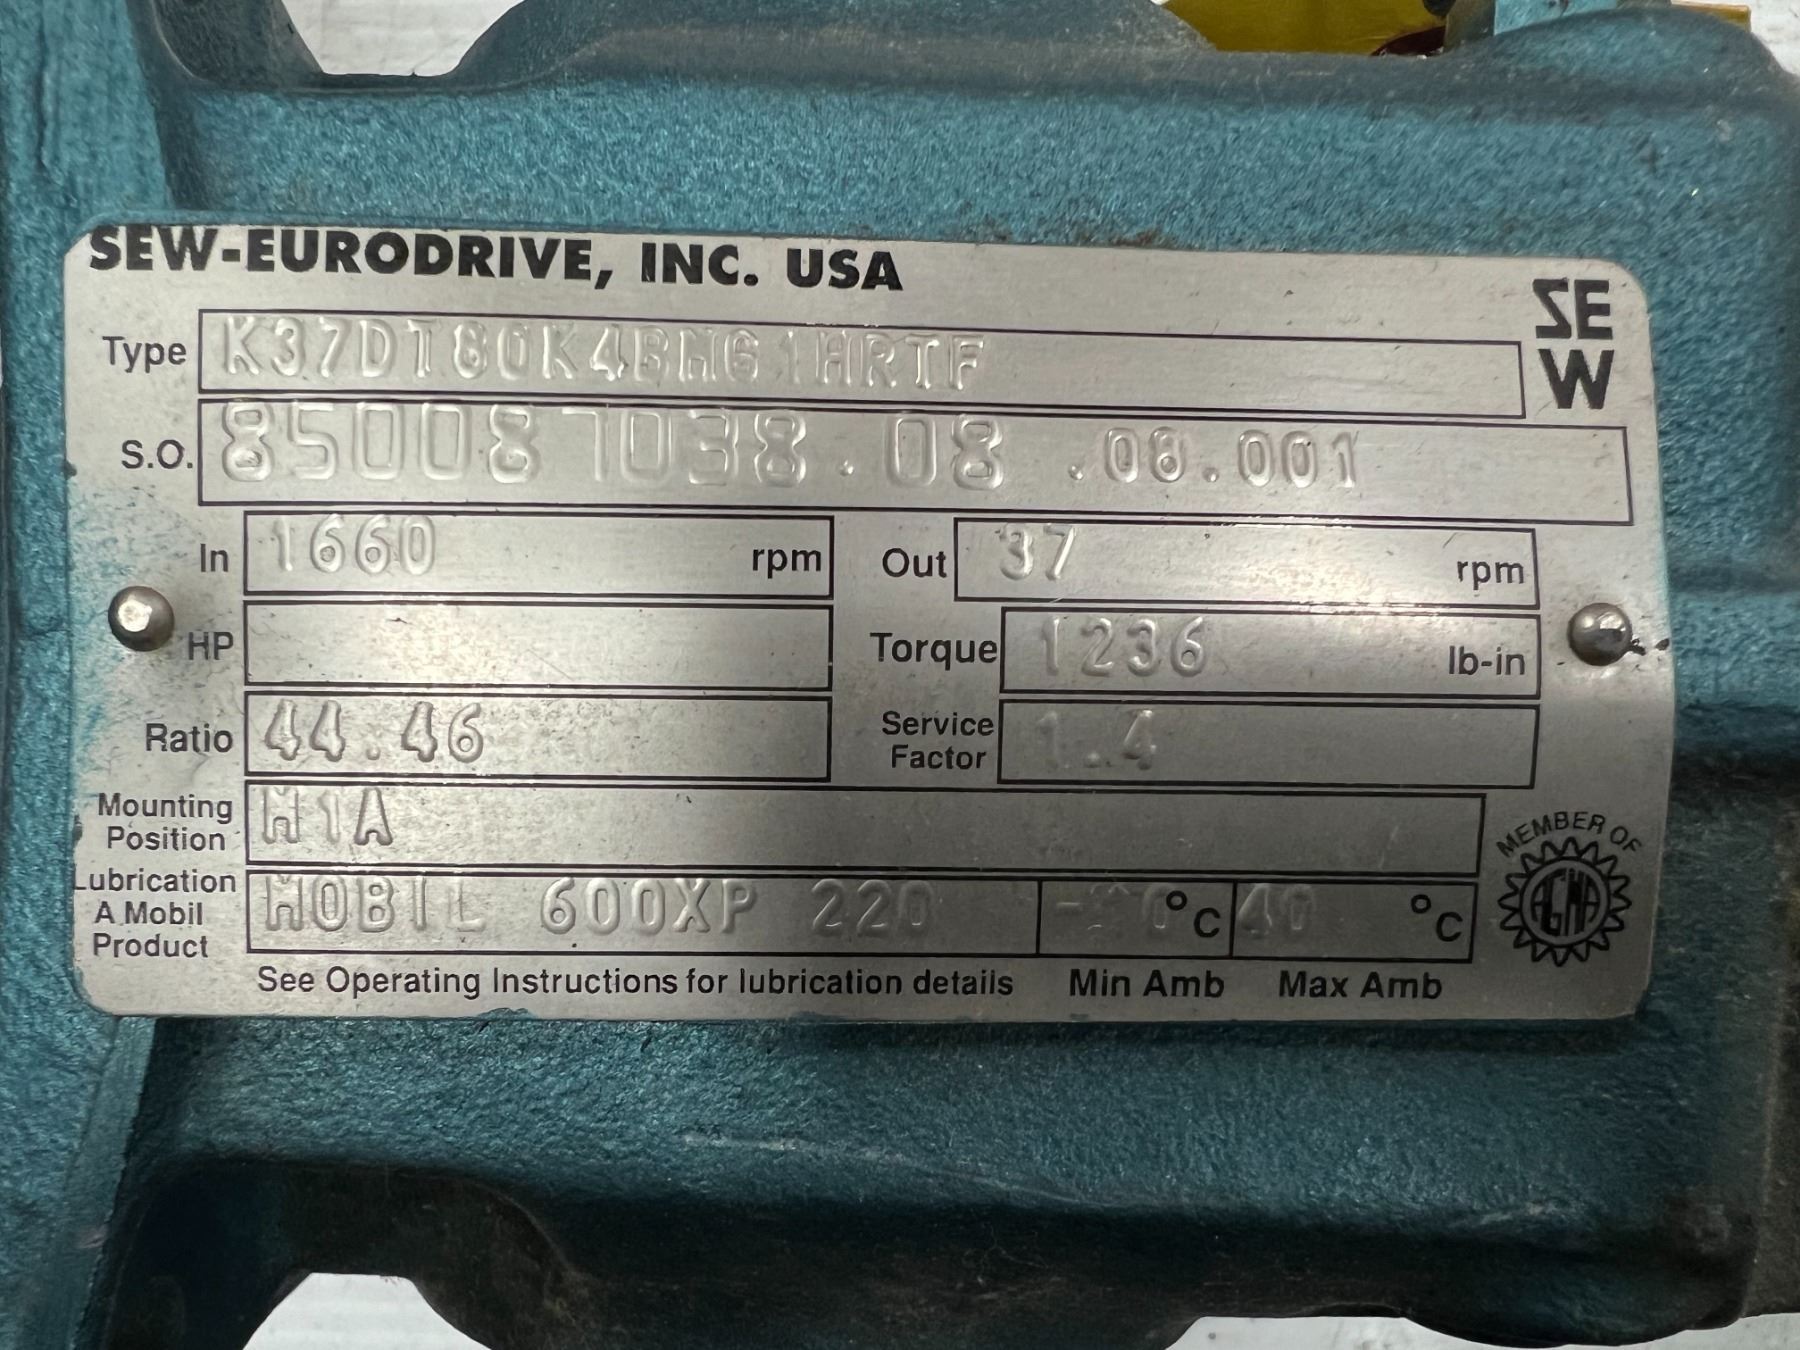 SEW-EURODRIVE, INC. USA
SE
W
Type K37DT80K4BMG1HRTF
S.O. 850087038.08 .08.001
In 1660 rpm Out 37 rpm
HP Torque 1236 lb-in
Ratio 44.46 Service Factor 1.4
Mounting Position M1A
Lubrication A Mobil Product MOBIL 600XP 220 °C 40 °C
See Operating Instructions for lubrication details Min Amb Max Amb
MEMBER OF
AGMA